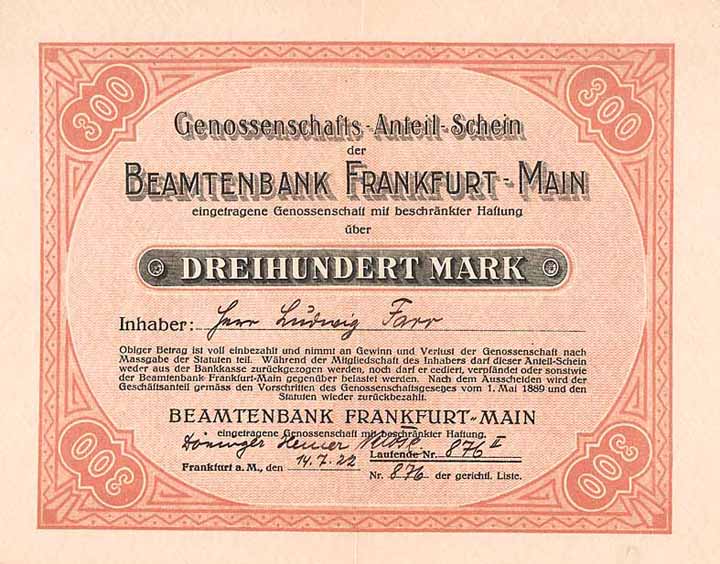 300 300
Genossenschafts-Anteil-Schein
der
BEAMTENBANK FRANKFURT-MAIN
eingetragene Genossenschaft mit beschränkter Haftung
über
DREIHUNDERT MARK
Inhaber: Herr Ludwig Farr
Obiger Betrag ist voll einbezahlt und nimmt an Gewinn und Verlust der Genossenschaft nach
Massgabe der Statuten teil. Während der Mitgliedschaft des Inhabers darf dieser Anteil-Schein
weder aus der Bankkasse zurückgezogen werden, noch darf er cediert, verpfändet oder sonstwie
der Beamtenbank Frankfurt-Main gegenüber belastet werden. Nach dem Ausscheiden wird der
Geschäftsanteil gemäss den Vorschriften des Genossenschaftsgesetzes vom 1. Mai 1889 und den
Statuten wieder zurückbezahlt.
BEAMTENBANK FRANKFURT-MAIN
eingetragene Genossenschaft mit beschränkter Haftung.
Laufende Nr. 876 II
Frankfurt a. M., den 14.7.22
Nr. 876 der gerichtl. Liste.
300 300